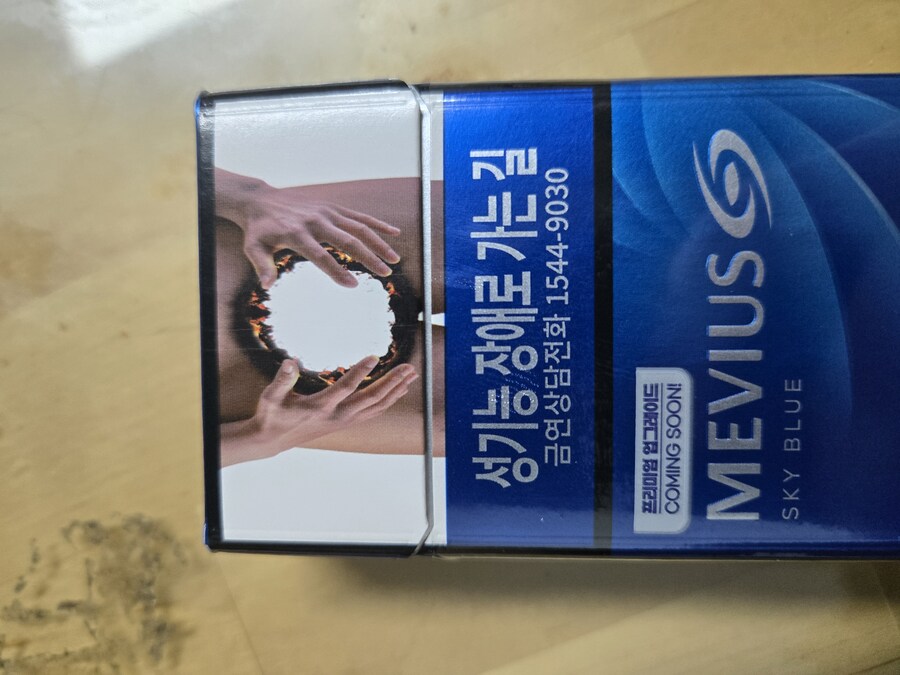 성기능 장애로 가는 길
금연상담전화 1544-9030
프리미엄 업그레이드
COMING SOON!
MEVIUS
SKY BLUE